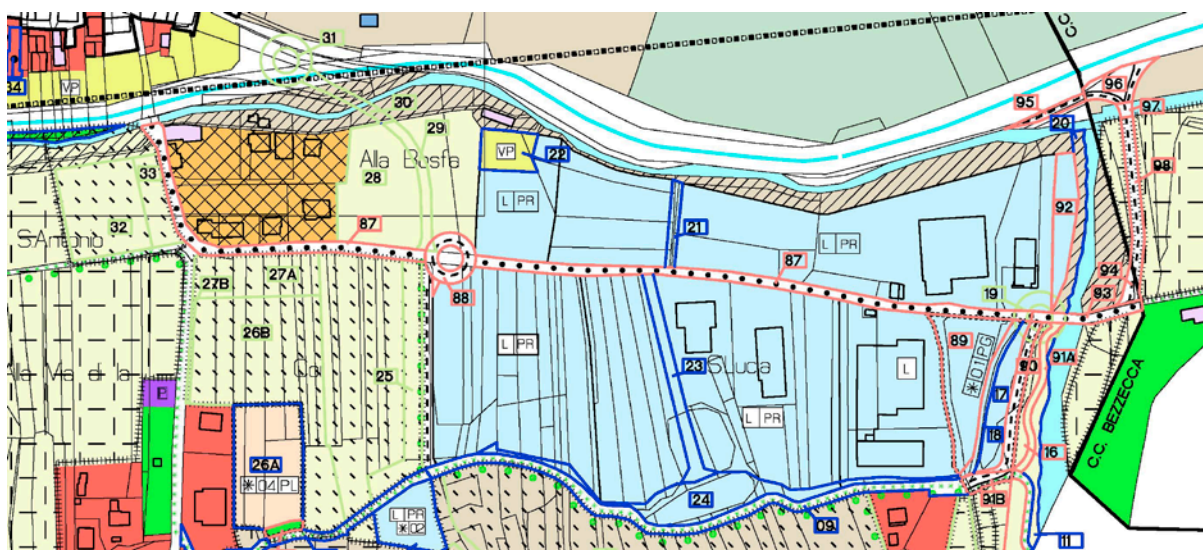 31
C.C.
96
95
97
34
VP
30
20
29
22
VP
Alla Bosfa
98
33
28
L PR
92
32
S.Antonio
21
L PR
87
87
27A
94
27B
88
93
19
26B
L PR
89
90
91A
Alla Via di la
23
S.Lucia
L
*01PG
25
17
P
L PR
C.C. BEZZECCA
18
16
26A
*04 PL
24
91B
L PR
*02
09
11